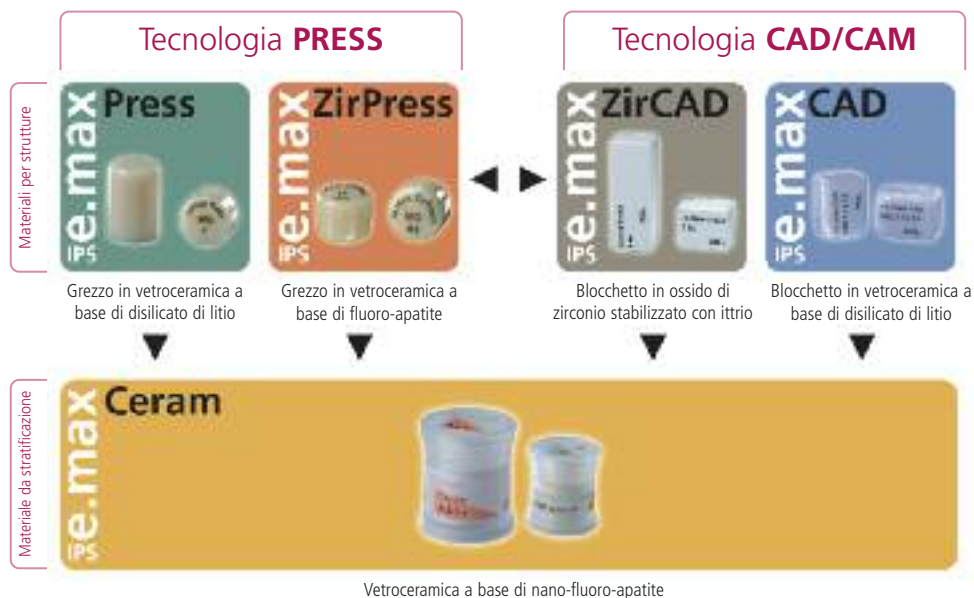 Tecnologia PRESS
Tecnologia CAD/CAM
Materiali per strutture
IPS e.max Press
IPS e.max ZirPress
IPS e.max ZirCAD
IPS e.max CAD
Grezzo in vetroceramica a
base di disilicato di litio
Grezzo in vetroceramica a
base di fluoro-apatite
Blocchetto in ossido di
zirconio stabilizzato con ittrio
Blocchetto in vetroceramica a
base di disilicato di litio
Materiale da stratificazione
IPS e.max Ceram
Vetroceramica a base di nano-fluoro-apatite